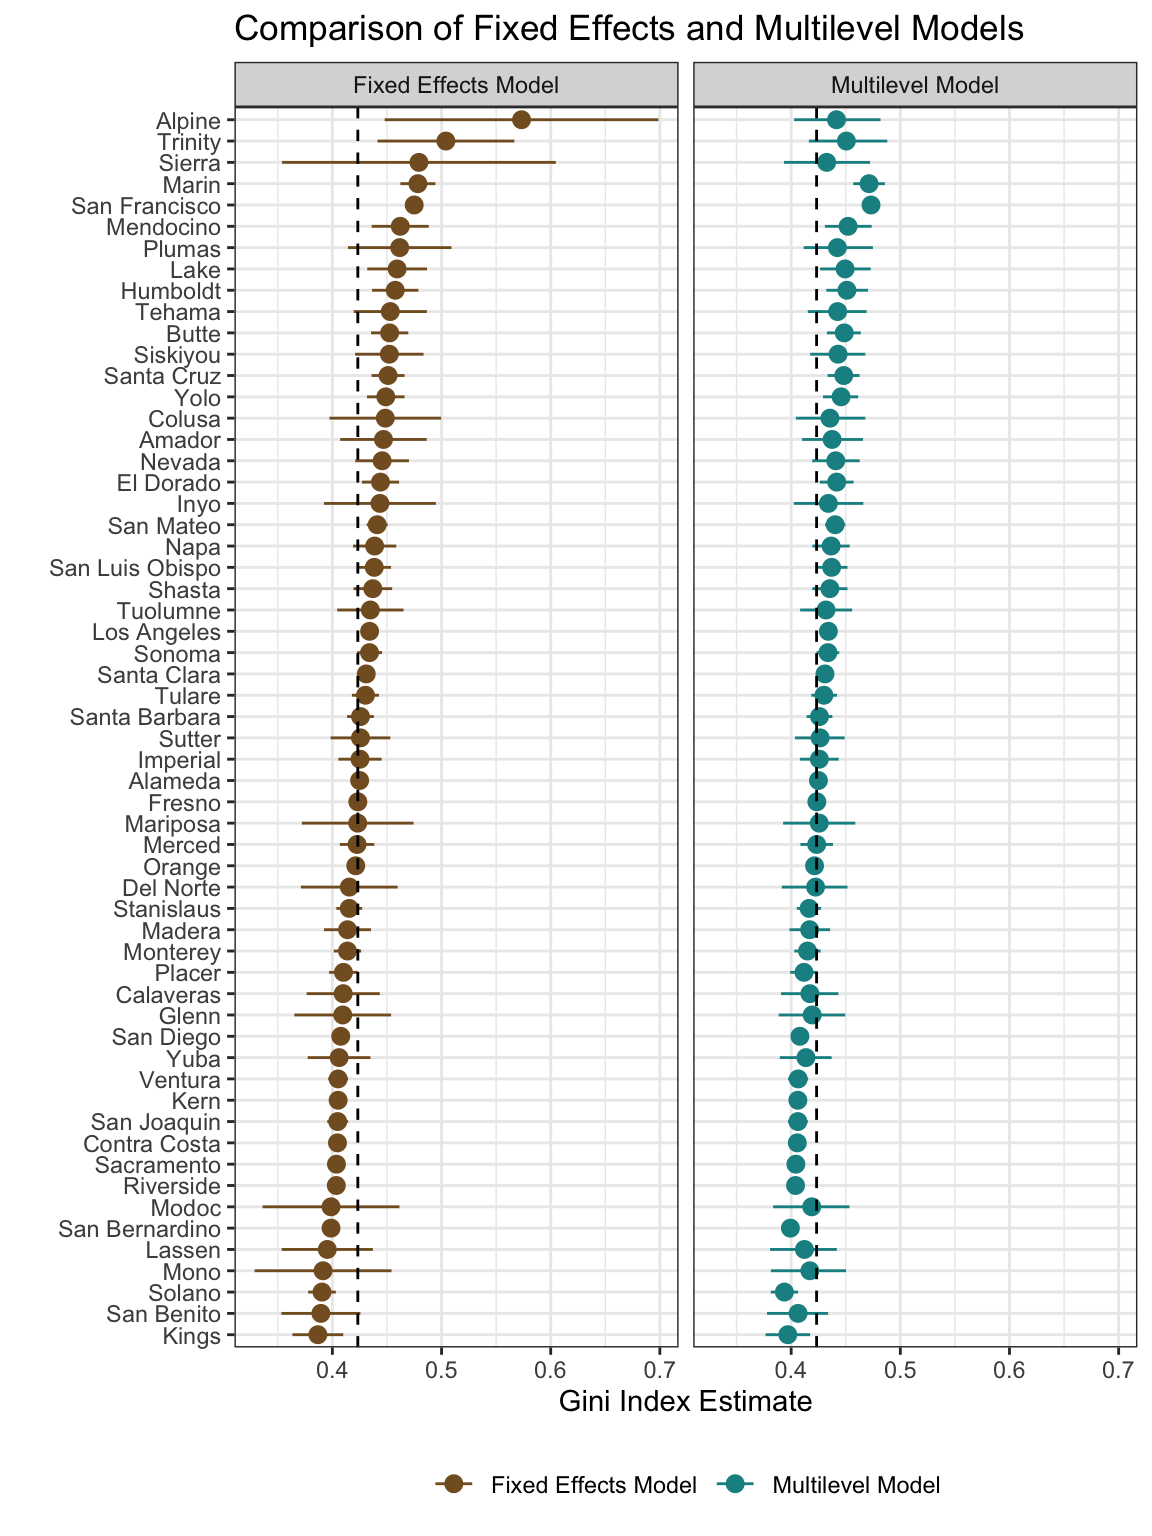 Comparison of Fixed Effects and Multilevel Models
Fixed Effects Model
Multilevel Model
Alpine
Trinity
Sierra
Marin
San Francisco
Mendocino
Plumas
Lake
Humboldt
Tehama
Butte
Siskiyou
Santa Cruz
Yolo
Colusa
Amador
Nevada
El Dorado
Inyo
San Mateo
Napa
San Luis Obispo
Shasta
Tuolumne
Los Angeles
Sonoma
Santa Clara
Tulare
Santa Barbara
Sutter
Imperial
Alameda
Fresno
Mariposa
Merced
Orange
Del Norte
Stanislaus
Madera
Monterey
Placer
Calaveras
Glenn
San Diego
Yuba
Ventura
Kern
San Joaquin
Contra Costa
Sacramento
Riverside
Modoc
San Bernardino
Lassen
Mono
Solano
San Benito
Kings
0.4 0.5 0.6 0.7
0.4 0.5 0.6 0.7
Gini Index Estimate
Fixed Effects Model
Multilevel Model